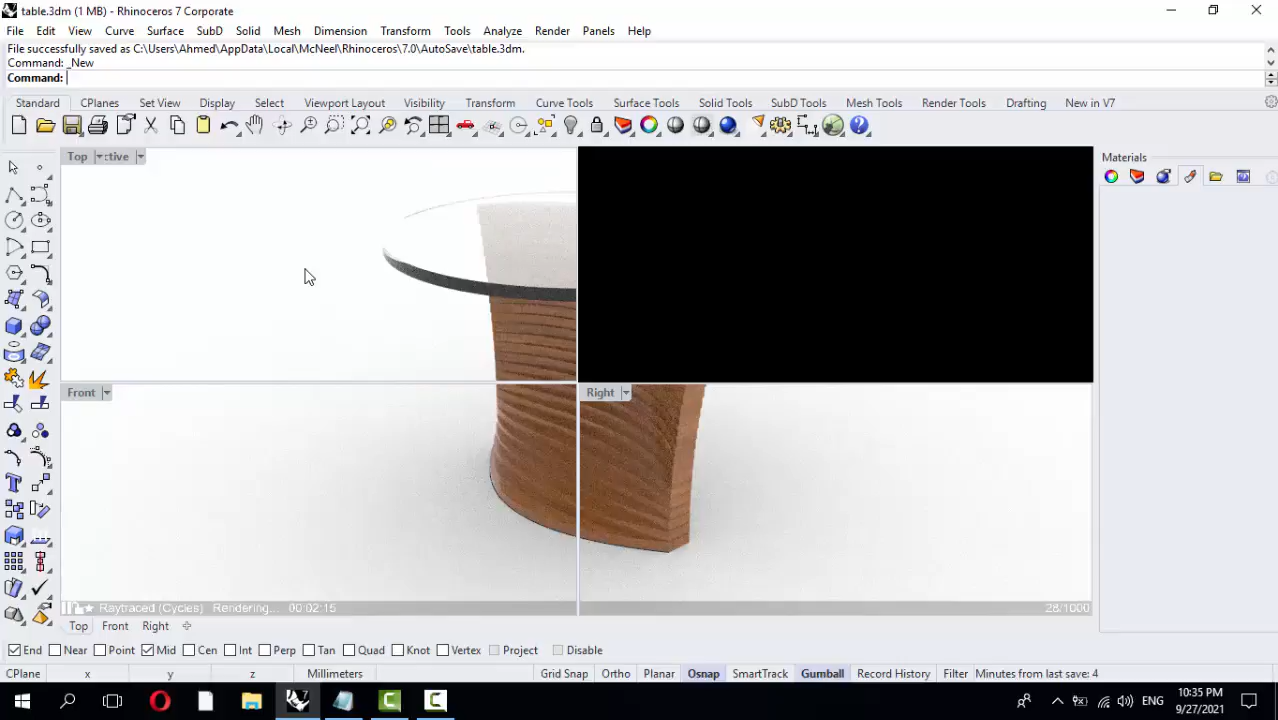 table.3dm (1 MB) - Rhinoceros 7 Corporate
File Edit View Curve Surface SubD Solid Mesh Dimension Transform Tools Analyze Render Panels Help
File successfully saved as C:\Users\Ahmed\AppData\Local\McNeel\Rhinoceros\7.0\AutoSave\table.3dm.
Command: _New
Command:
Standard CPlanes Set View Display Select Viewport Layout Visibility Transform Curve Tools Surface Tools Solid Tools SubD Tools Mesh Tools Render Tools Drafting New in V7
Top ctive
Materials
Front Right
Raytraced (Cycles) Rendering... 00:02:15 28/1000
Top Front Right
End Near Point Mid Cen Int Perp Tan Quad Knot Vertex Project Disable
CPlane x y z Millimeters Grid Snap Ortho Planar Osnap SmartTrack Gumball Record History Filter Minutes from last save: 4
ENG 10:35 PM
9/27/2021